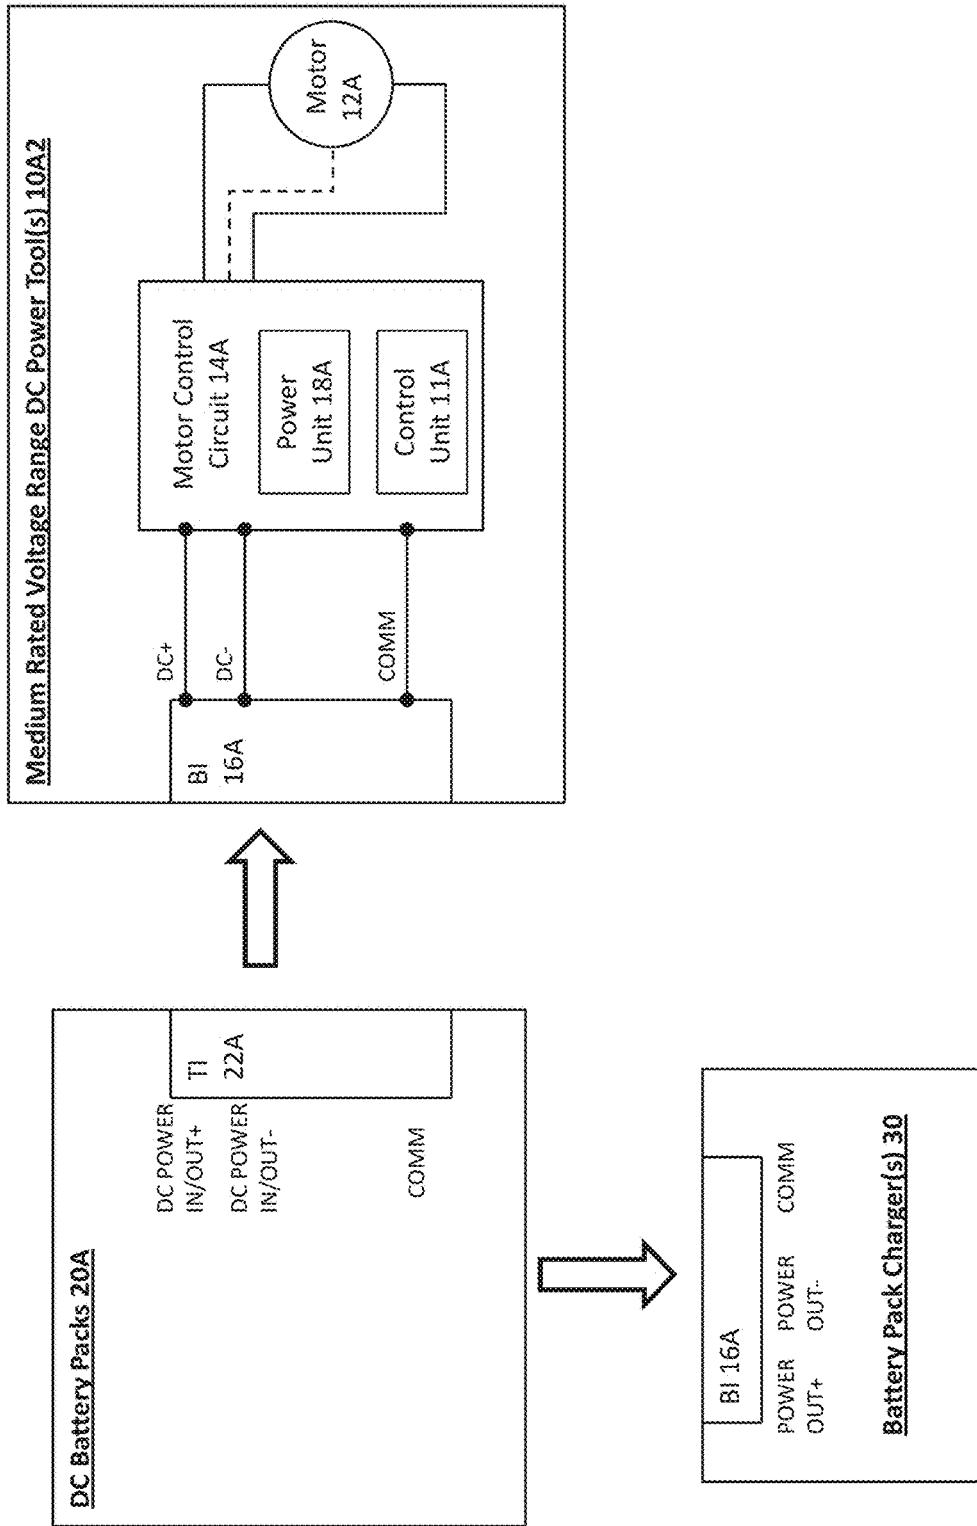 DC Battery Packs 20A
DC POWER
IN/OUT+
DC POWER
IN/OUT-
COMM
TI
22A
Medium Rated Voltage Range DC Power Tool(s) 10A2
BI
16A
DC+
DC-
COMM
Motor Control
Circuit 14A
Power
Unit 18A
Control
Unit 11A
Motor
12A
BI 16A
POWER
OUT+
POWER
OUT-
COMM
Battery Pack Charger(s) 30